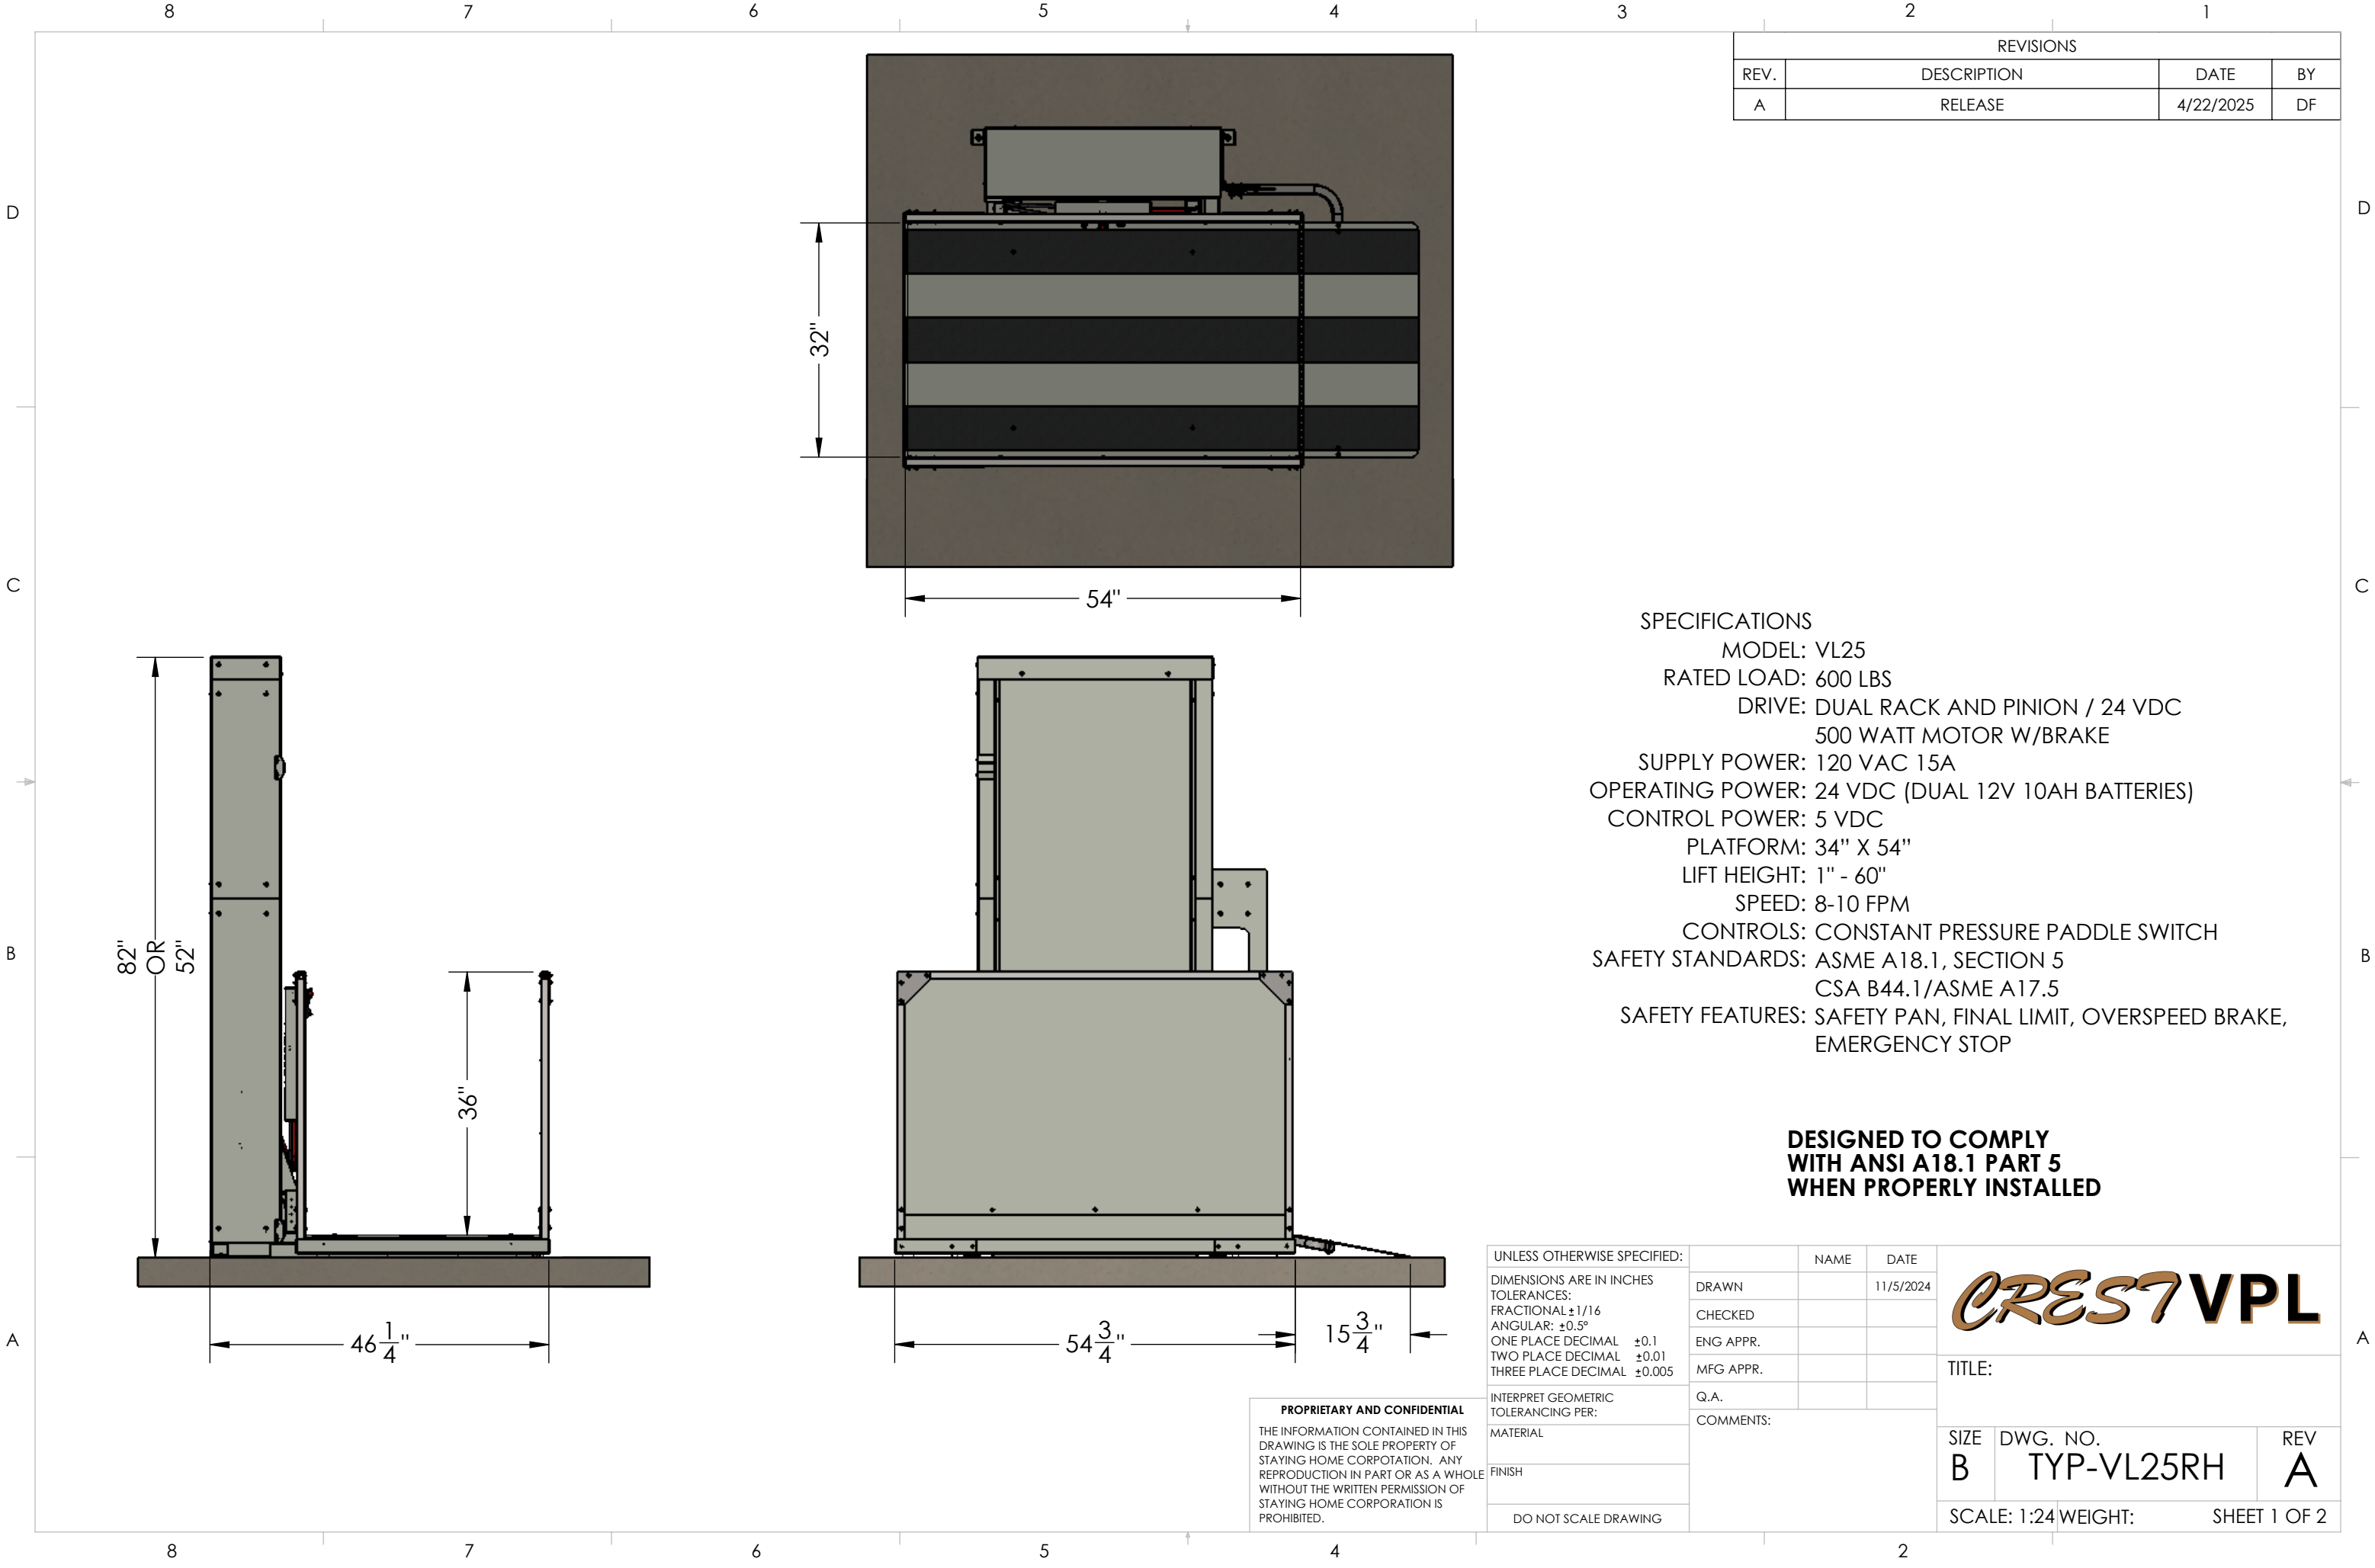 8 7 6 5 4 3 2 1
REVISIONS
REV. DESCRIPTION DATE BY
A RELEASE 4/22/2025 DF
D D
32"
54"
C C
SPECIFICATIONS
MODEL: VL25
RATED LOAD: 600 LBS
DRIVE: DUAL RACK AND PINION / 24 VDC
500 WATT MOTOR W/BRAKE
SUPPLY POWER: 120 VAC 15A
OPERATING POWER: 24 VDC (DUAL 12V 10AH BATTERIES)
CONTROL POWER: 5 VDC
PLATFORM: 34” X 54”
LIFT HEIGHT: 1" - 60"
SPEED: 8-10 FPM
CONTROLS: CONSTANT PRESSURE PADDLE SWITCH
SAFETY STANDARDS: ASME A18.1, SECTION 5
CSA B44.1/ASME A17.5
SAFETY FEATURES: SAFETY PAN, FINAL LIMIT, OVERSPEED BRAKE,
EMERGENCY STOP
B B
82"
OR
52"
36"
DESIGNED TO COMPLY
WITH ANSI A18.1 PART 5
WHEN PROPERLY INSTALLED
A A
46 1/4"
54 3/4"
15 3/4"
PROPRIETARY AND CONFIDENTIAL
THE INFORMATION CONTAINED IN THIS
DRAWING IS THE SOLE PROPERTY OF
STAYING HOME CORPOTATION. ANY
REPRODUCTION IN PART OR AS A WHOLE
WITHOUT THE WRITTEN PERMISSION OF
STAYING HOME CORPORATION IS
PROHIBITED.
UNLESS OTHERWISE SPECIFIED:
DIMENSIONS ARE IN INCHES
TOLERANCES:
FRACTIONAL ±1/16
ANGULAR: ±0.5°
ONE PLACE DECIMAL ±0.1
TWO PLACE DECIMAL ±0.01
THREE PLACE DECIMAL ±0.005
INTERPRET GEOMETRIC
TOLERANCING PER:
MATERIAL
FINISH
DO NOT SCALE DRAWING
NAME DATE
DRAWN 11/5/2024
CHECKED
ENG APPR.
MFG APPR.
Q.A.
COMMENTS:
CREST VPL
TITLE:
SIZE DWG. NO. REV
B TYP-VL25RH A
SCALE: 1:24 WEIGHT: SHEET 1 OF 2
8 7 6 5 4 2